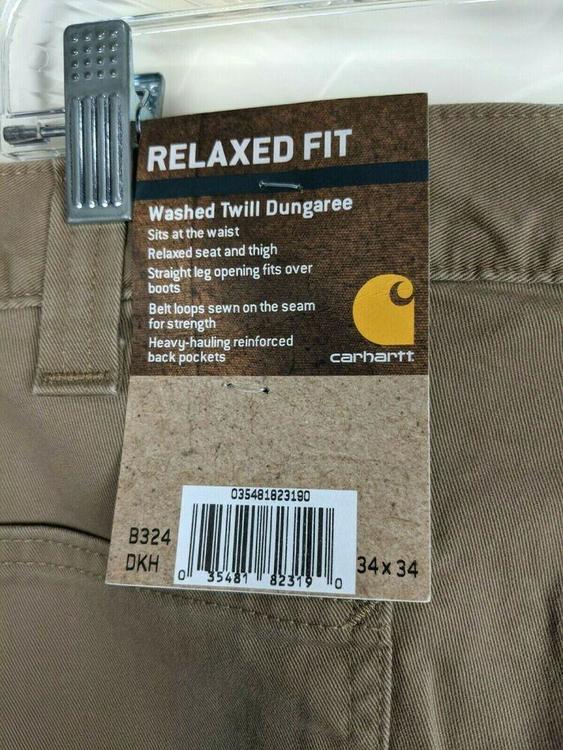 RELAXED FIT
Washed Twill Dungaree
Sits at the waist
Relaxed seat and thigh
Straight leg opening fits over
boots
Belt loops sewn on the seam
for strength
Heavy-hauling reinforced
back pockets
carhartt
035481823190
B324
DKH
0 35481 82319 0
34x34